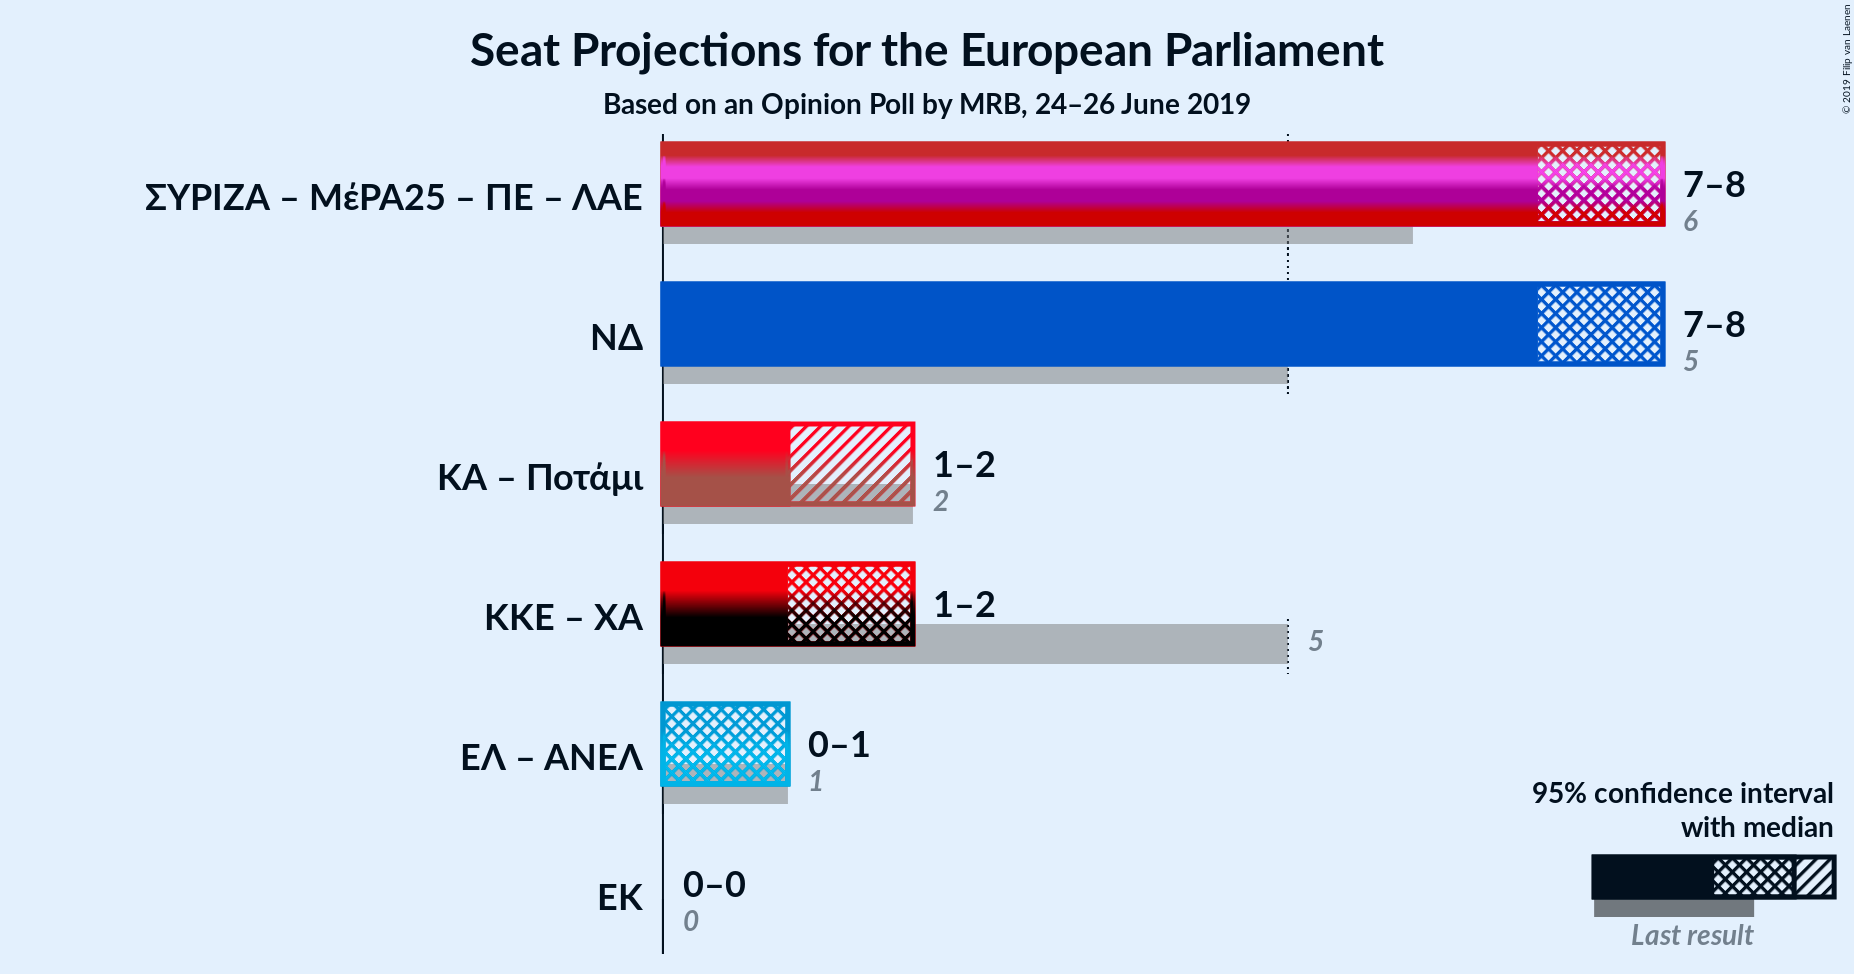 Seat Projections for the European Parliament
Based on an Opinion Poll by MRB, 24–26 June 2019
© 2019 Filip van Laenen
ΣΥΡΙΖΑ – ΜέΡΑ25 – ΠΕ – ΛΑΕ
7–8
6
ΝΔ
7–8
5
ΚΑ – Ποτάμι
1–2
2
ΚΚΕ – ΧΑ
1–2
5
ΕΛ – ΑΝΕΛ
0–1
1
ΕΚ
0–0
0
95% confidence interval
with median
Last result